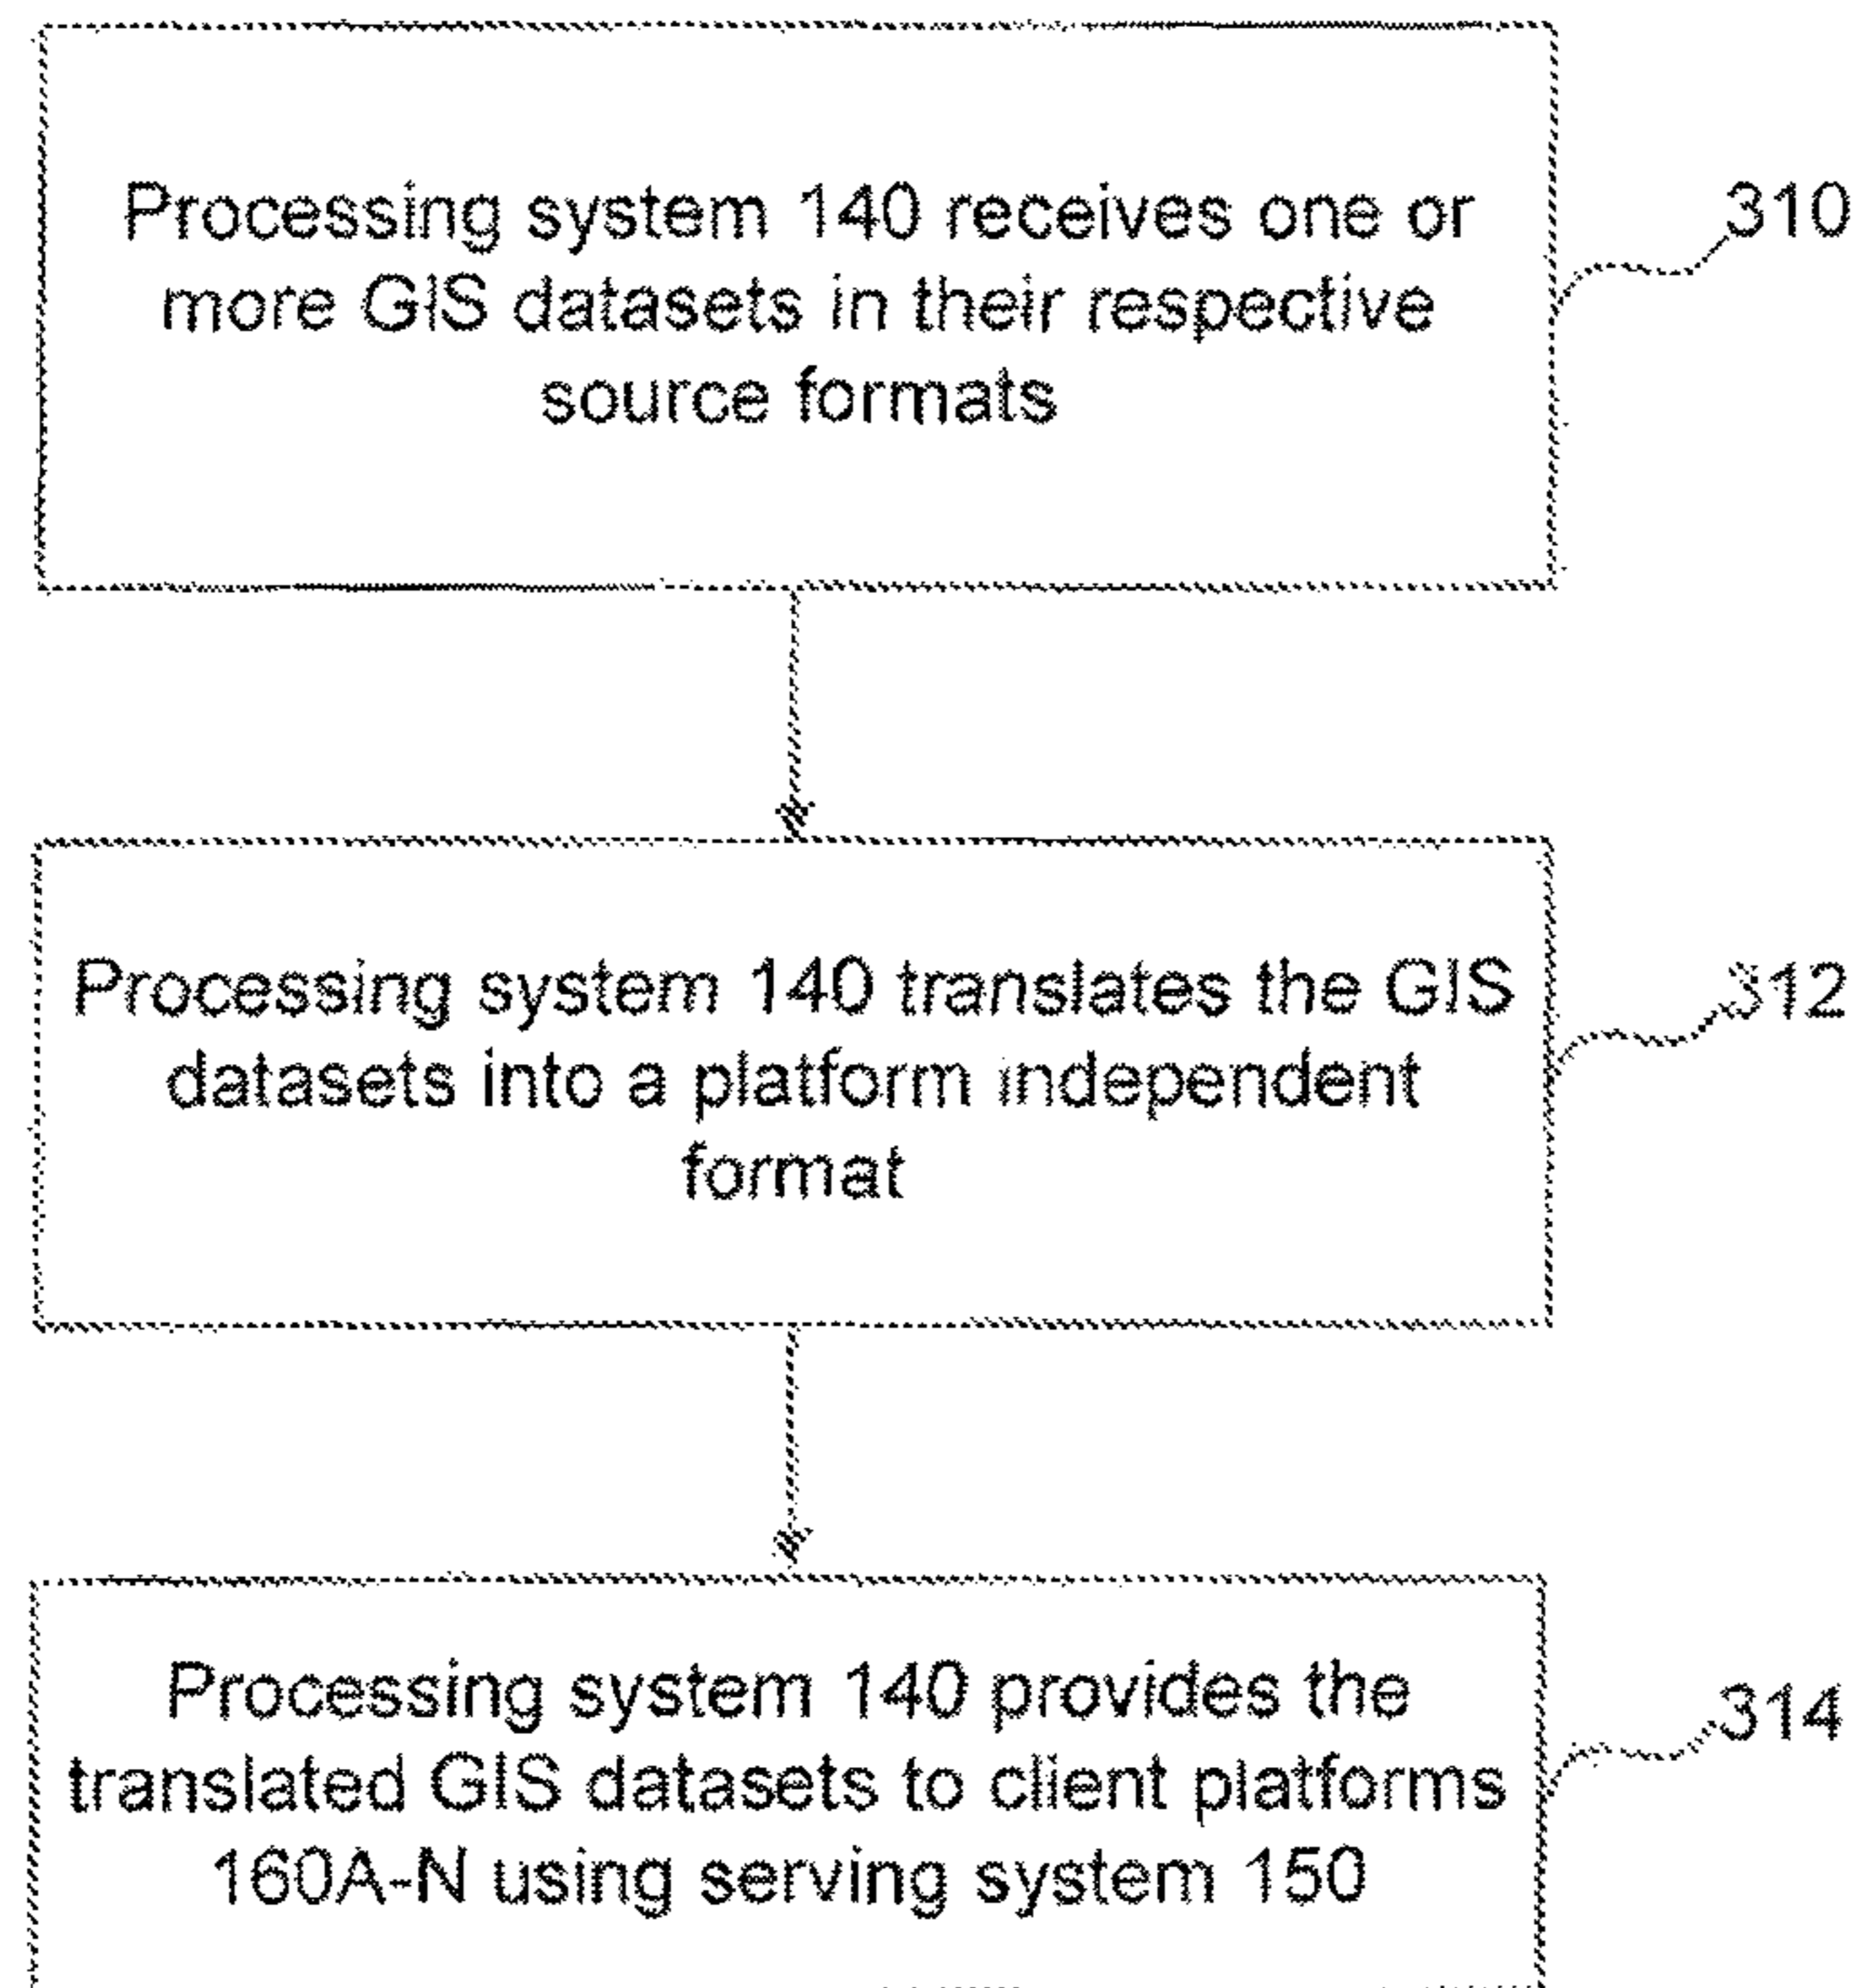 Processing system 140 receives one or
more GIS datasets in their respective
source formats
310
Processing system 140 translates the GIS
datasets into a platform independent
format
312
Processing system 140 provides the
translated GIS datasets to client platforms
160A-N using serving system 150
314